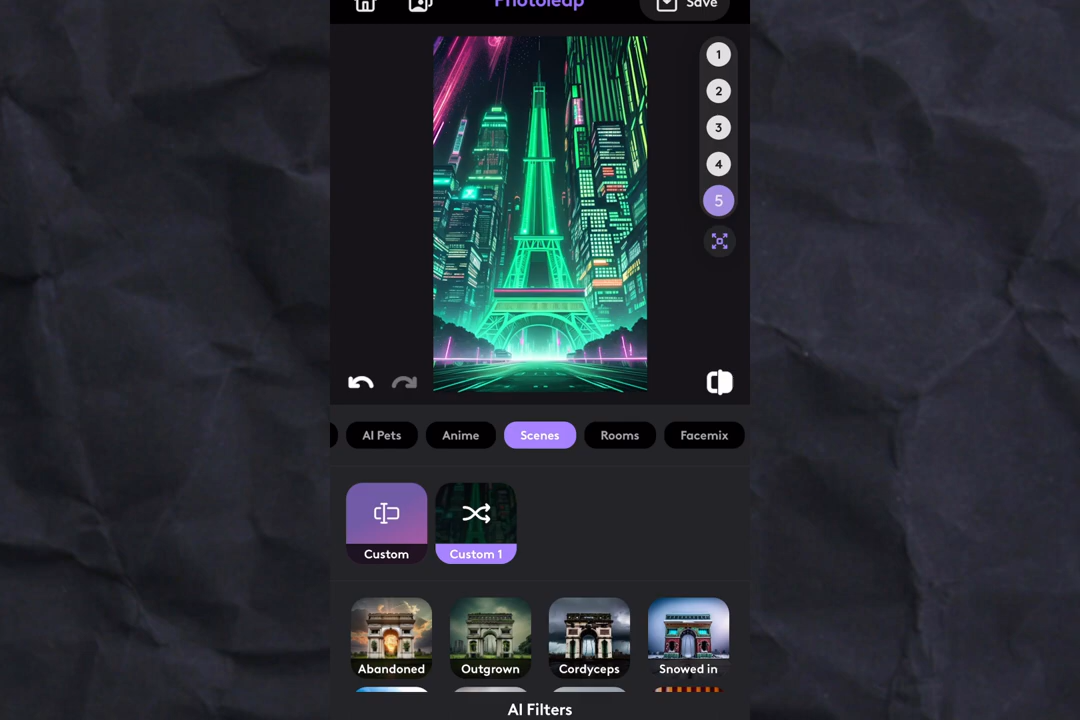 Photoleap
Save
1
2
3
4
5
AI Pets
Anime
Scenes
Rooms
Facemix
Custom
Custom 1
Abandoned
Outgrown
Cordyceps
Snowed in
AI Filters